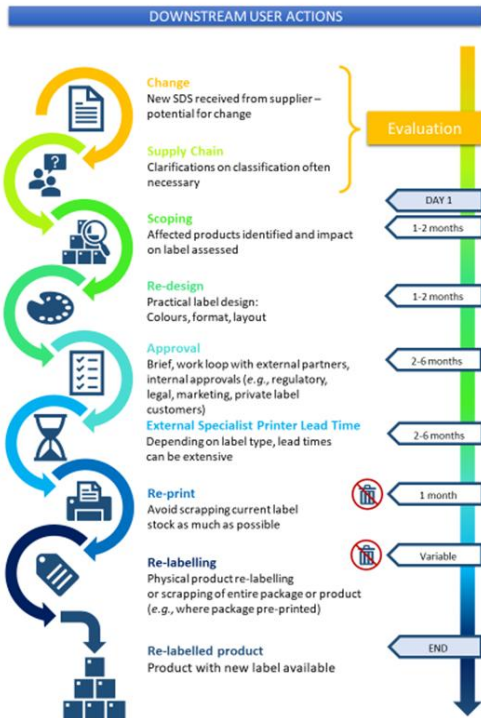 DOWNSTREAM USER ACTIONS
Change
New SDS received from supplier –
potential for change
Evaluation
Supply Chain
Clarifications on classification often
necessary
DAY 1
Scoping
Affected products identified and impact
on label assessed
1-2 months
Re-design
Practical label design:
Colours, format, layout
1-2 months
Approval
Brief, work loop with external partners,
internal approvals (e.g., regulatory,
legal, marketing, private label
customers)
2-6 months
External Specialist Printer Lead Time
Depending on label type, lead times
can be extensive
2-6 months
Re-print
Avoid scrapping current label
stock as much as possible
1 month
Re-labelling
Physical product re-labelling
or scrapping of entire package or product
(e.g., where package pre-printed)
Variable
Re-labelled product
Product with new label available
END